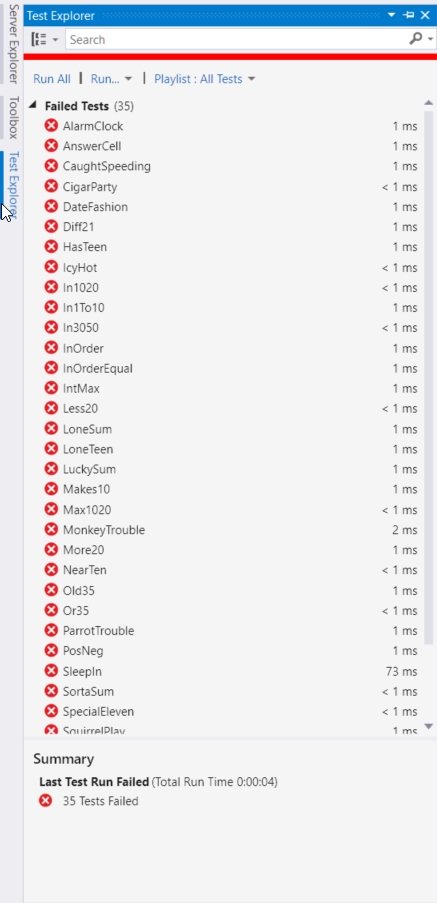 Server Explorer
Toolbox
Test Explorer
Test Explorer
Search
Run All | Run... | Playlist : All Tests
Failed Tests (35)
AlarmClock 1 ms
AnswerCell 1 ms
CaughtSpeeding 1 ms
CigarParty < 1 ms
DateFashion 1 ms
Diff21 1 ms
HasTeen 1 ms
IcyHot < 1 ms
In1020 < 1 ms
In1To10 1 ms
In3050 < 1 ms
InOrder 1 ms
InOrderEqual 1 ms
IntMax 1 ms
Less20 < 1 ms
LoneSum 1 ms
LoneTeen 1 ms
LuckySum 1 ms
Makes10 1 ms
Max1020 < 1 ms
MonkeyTrouble 2 ms
More20 1 ms
NearTen < 1 ms
Old35 1 ms
Or35 < 1 ms
ParrotTrouble 1 ms
PosNeg 1 ms
SleepIn 73 ms
SortaSum < 1 ms
SpecialEleven < 1 ms
SquirrelPlay 1 ms
Summary
Last Test Run Failed (Total Run Time 0:00:04)
35 Tests Failed